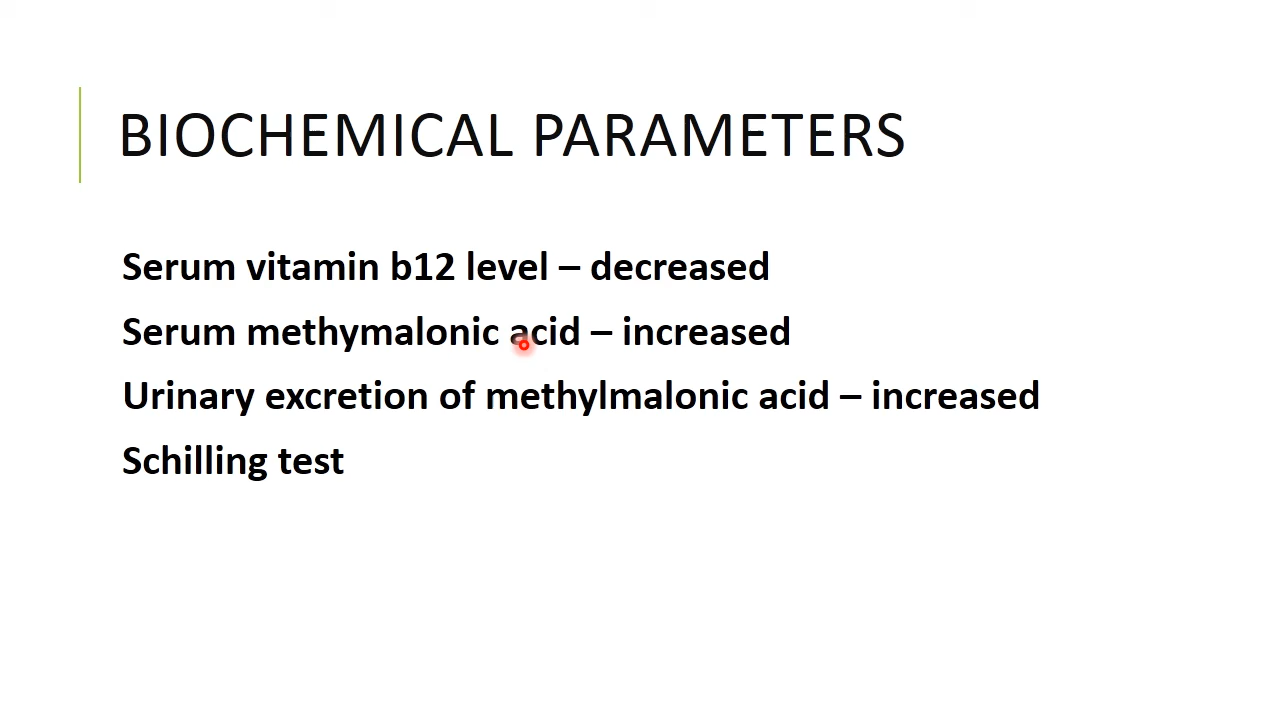 BIOCHEMICAL PARAMETERS
Serum vitamin b12 level – decreased
Serum methymalonic acid – increased
Urinary excretion of methylmalonic acid – increased
Schilling test